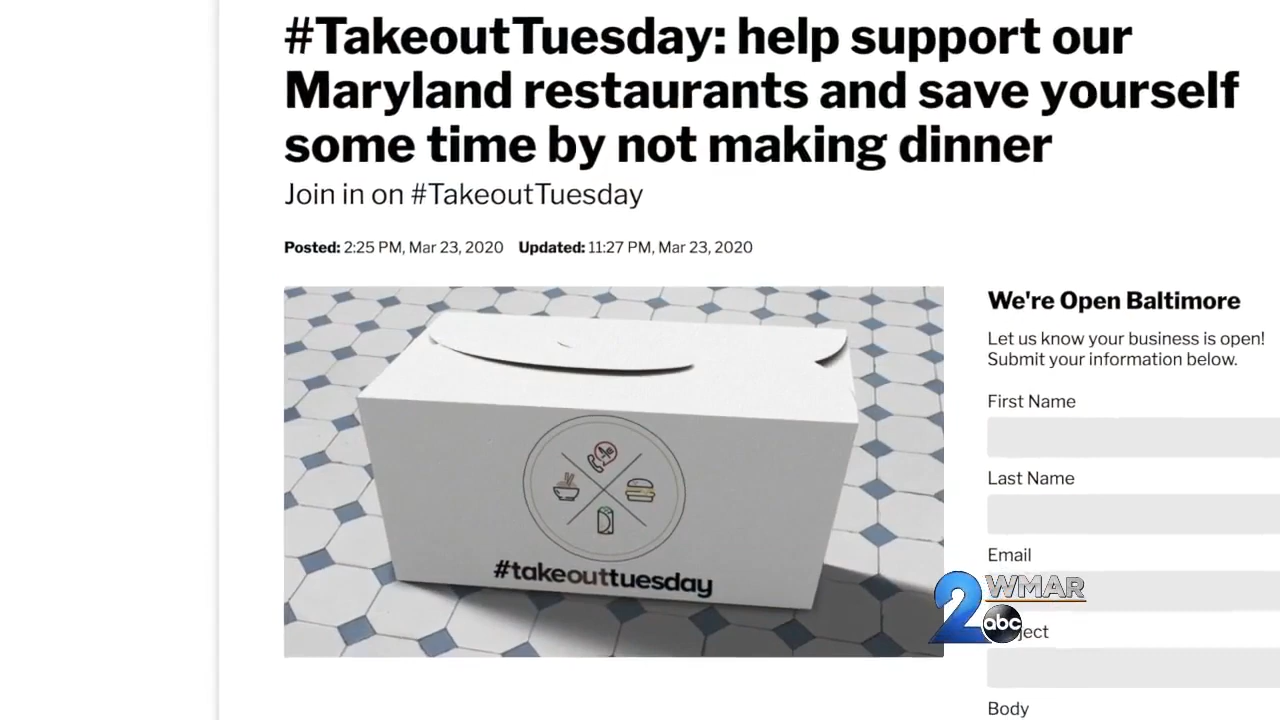 #TakeoutTuesday: help support our
Maryland restaurants and save yourself
some time by not making dinner
Join in on #TakeoutTuesday
Posted: 2:25 PM, Mar 23, 2020 Updated: 11:27 PM, Mar 23, 2020
#takeouttuesday
We're Open Baltimore
Let us know your business is open!
Submit your information below.
First Name
Last Name
Email
ject
Body
2 WMAR
abc